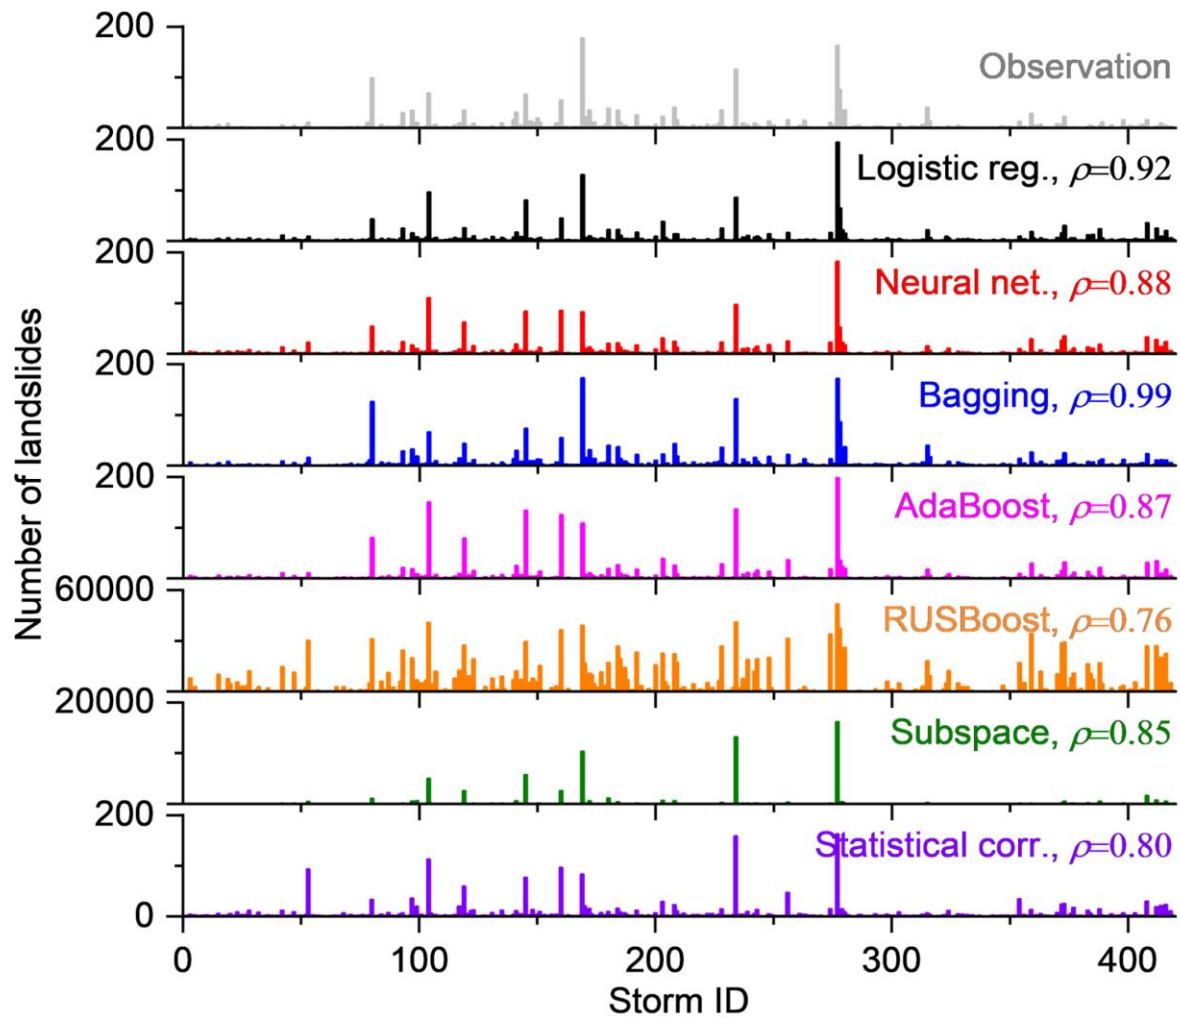 200
Observation
200
Logistic reg., ρ=0.92
200
Neural net., ρ=0.88
200
Bagging, ρ=0.99
200
AdaBoost, ρ=0.87
60000
RUSBoost, ρ=0.76
20000
Subspace, ρ=0.85
200
Statistical corr., ρ=0.80
0
Number of landslides
0 100 200 300 400
Storm ID